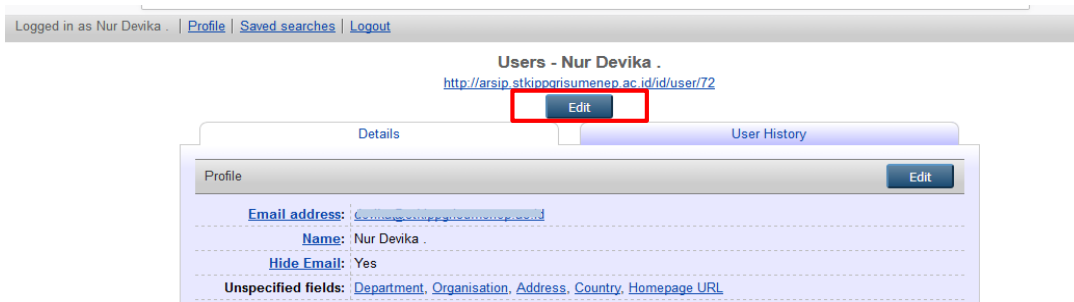 Logged in as Nur Devika . | Profile | Saved searches | Logout
Users - Nur Devika .
http://arsip.stkippgrisumenep.ac.id/id/user/72
Edit
Details User History
Profile Edit
Email address:
Name: Nur Devika .
Hide Email: Yes
Unspecified fields: Department, Organisation, Address, Country, Homepage URL